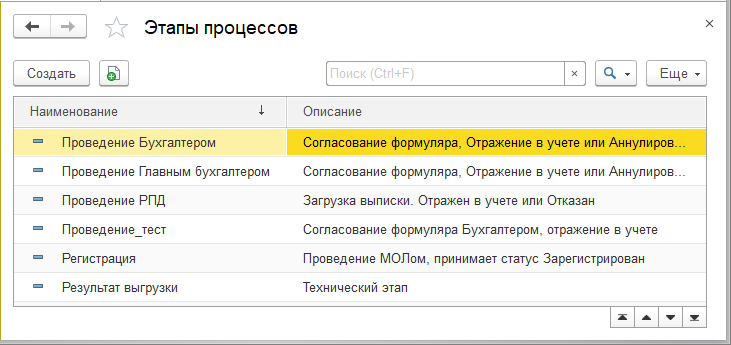 Этапы процессов
Создать Поиск (Ctrl+F) × Еще
Наименование Описание
Проведение Бухгалтером Согласование формуляра, Отражение в учете или Аннулиров...
Проведение Главным бухгалтером Согласование формуляра, Отражение в учете или Аннулиров...
Проведение РПД Загрузка выписки. Отражен в учете или Отказан
Проведение_тест Согласование формуляра Бухгалтером, отражение в учете
Регистрация Проведение МОЛом, принимает статус Зарегистрирован
Результат выгрузки Технический этап